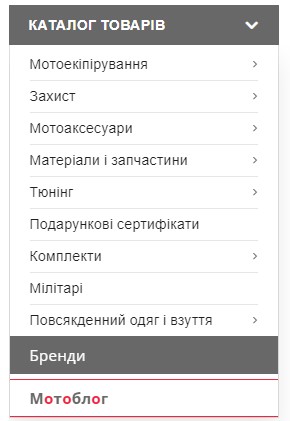 КАТАЛОГ ТОВАРІВ
Мотоекіпірування
Захист
Мотоаксесуари
Матеріали і запчастини
Тюнінг
Подарункові сертифікати
Комплекти
Мілітарі
Повсякденний одяг і взуття
Бренди
Мотоблог